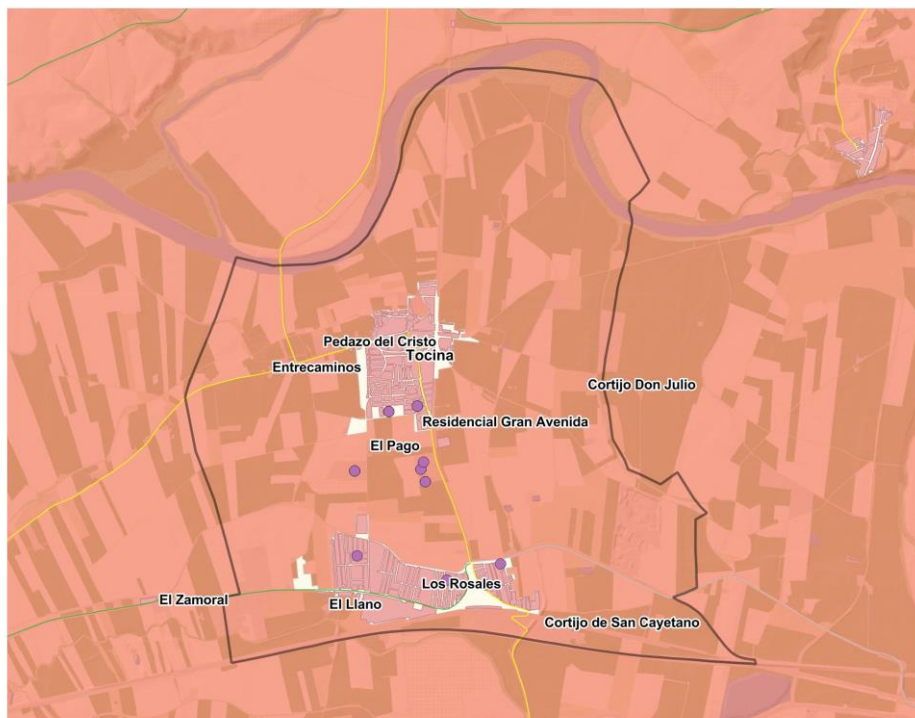 Pedazo del Cristo
Tocina
Entrecaminos
Cortijo Don Julio
Residencial Gran Avenida
El Pago
Los Rosales
El Zamoral
El Llano
Cortijo de San Cayetano